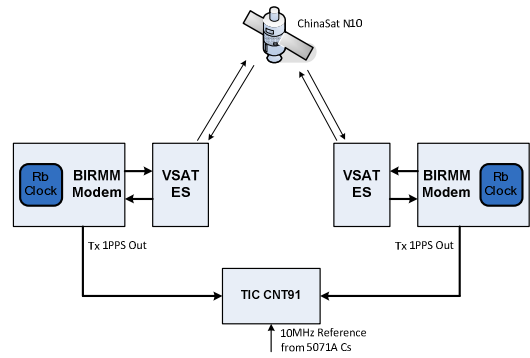 ChinaSat N10
Rb
Clock
BIRMM
Modem
VSAT
ES
VSAT
ES
BIRMM
Modem
Rb
Clock
Tx 1PPS Out
Tx 1PPS Out
TIC CNT91
10MHz Reference
from 5071A Cs